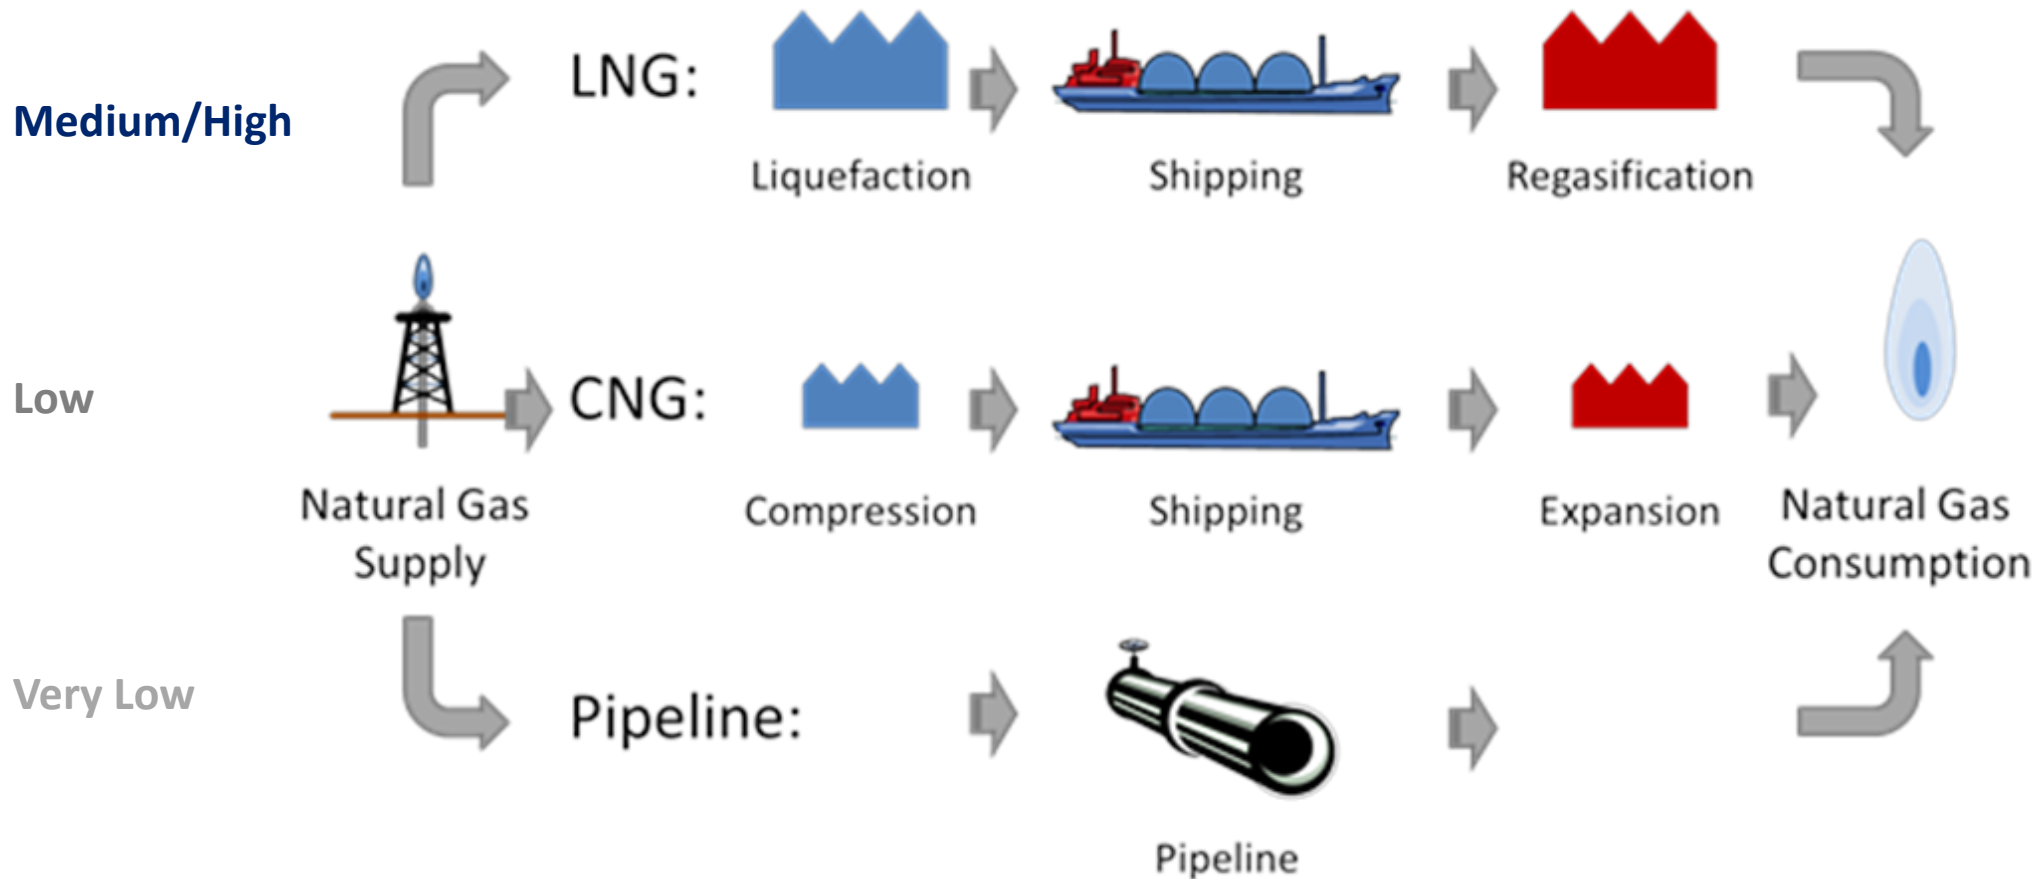 Medium/High
LNG:
Liquefaction
Shipping
Regasification
Low
CNG:
Natural Gas
Supply
Compression
Shipping
Expansion
Natural Gas
Consumption
Very Low
Pipeline:
Pipeline